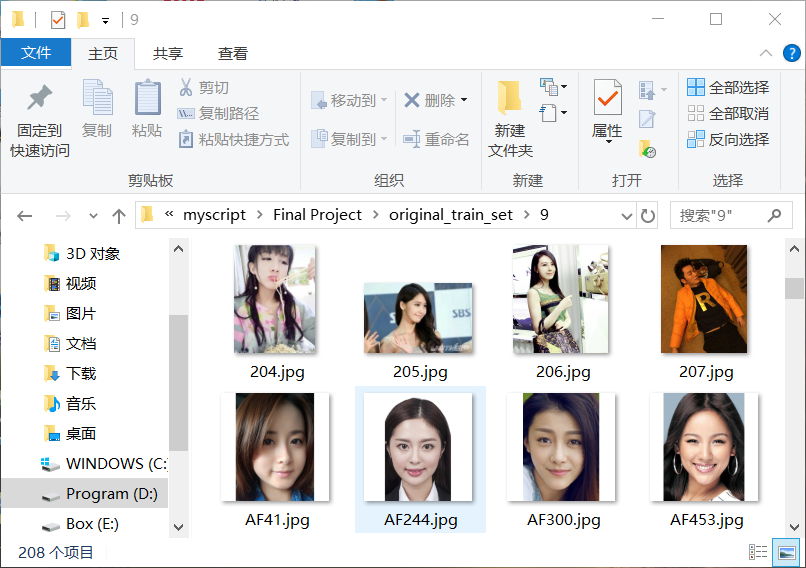 9
文件 主页 共享 查看
固定到
快速访问
复制
粘贴
剪切
复制路径
粘贴快捷方式
剪贴板
移动到
复制到
删除
重命名
组织
新建
文件夹
新建
属性
打开
全部选择
全部取消
反向选择
选择
« myscript > Final Project > original_train_set > 9
搜索"9"
3D 对象
视频
图片
文档
下载
音乐
桌面
WINDOWS (C:)
Program (D:)
Box (E:)
SBS
R
204.jpg 205.jpg 206.jpg 207.jpg
AF41.jpg AF244.jpg AF300.jpg AF453.jpg
208 个项目